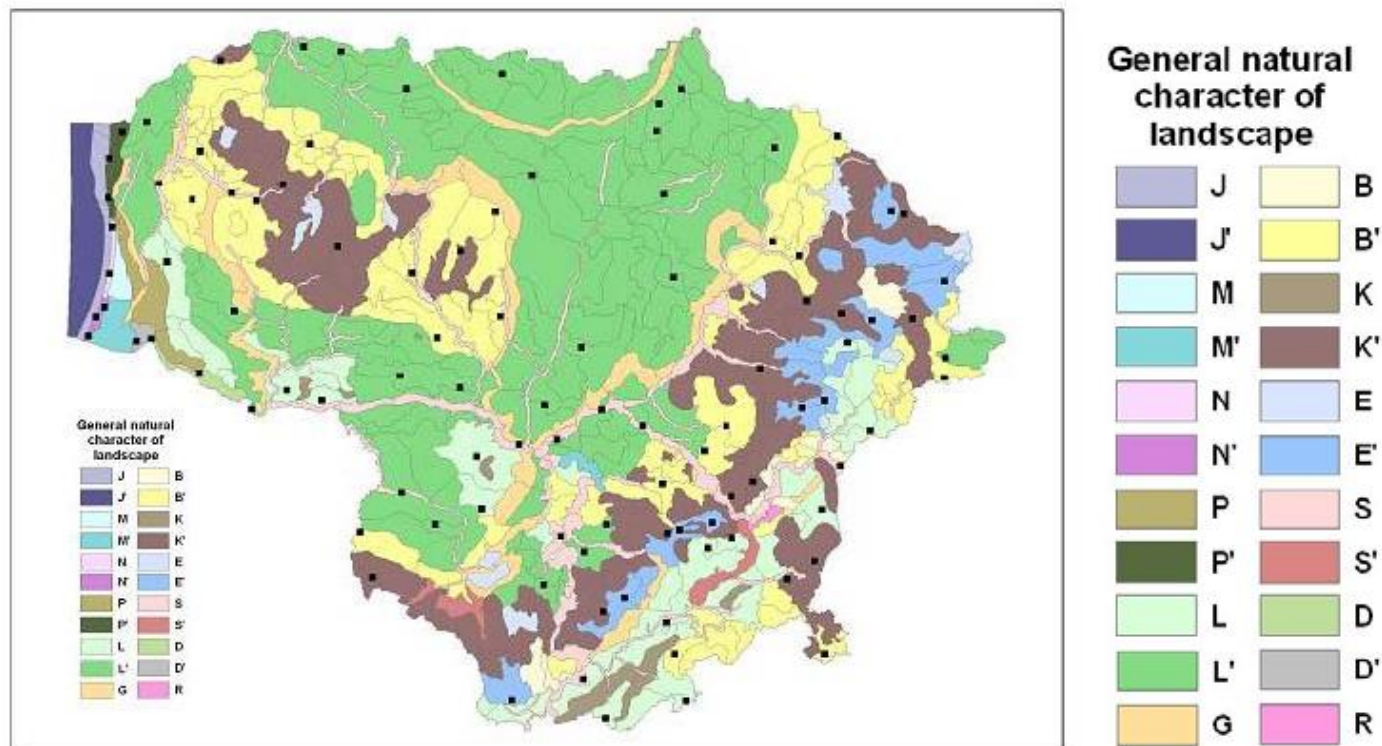 General natural
character of
landscape
J B
J' B'
M K
M' K'
N E
N' E'
P S
P' S'
L D
L' D'
G R
General natural
character of
landscape
J B
J' B'
M K
M' K'
N E
N' E'
P S
P' S'
L D
L' D'
G R